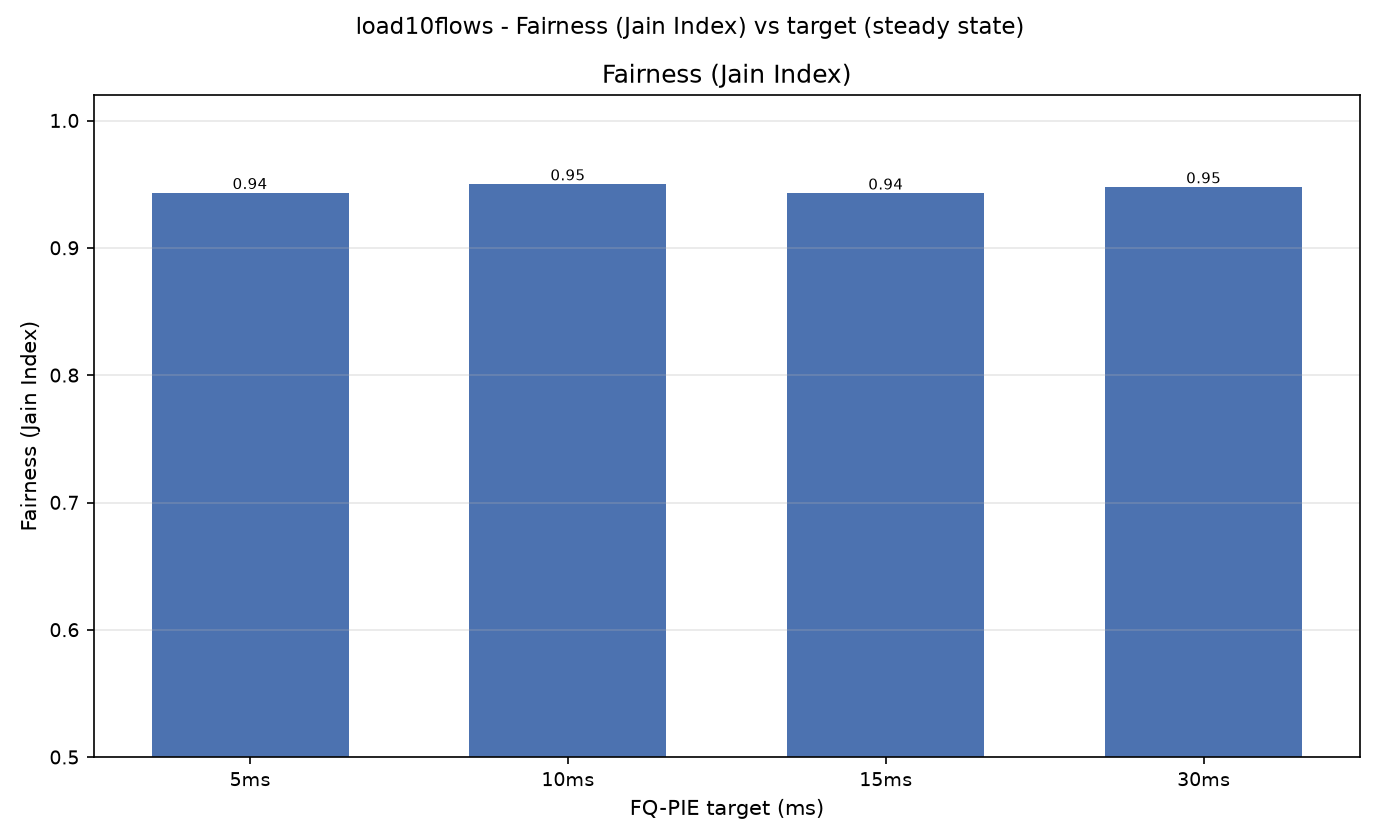 load10flows - Fairness (Jain Index) vs target (steady state)
Fairness (Jain Index)
Fairness (Jain Index)
1.0
0.9
0.8
0.7
0.6
0.5
0.94
0.95
0.94
0.95
5ms
10ms
15ms
30ms
FQ-PIE target (ms)